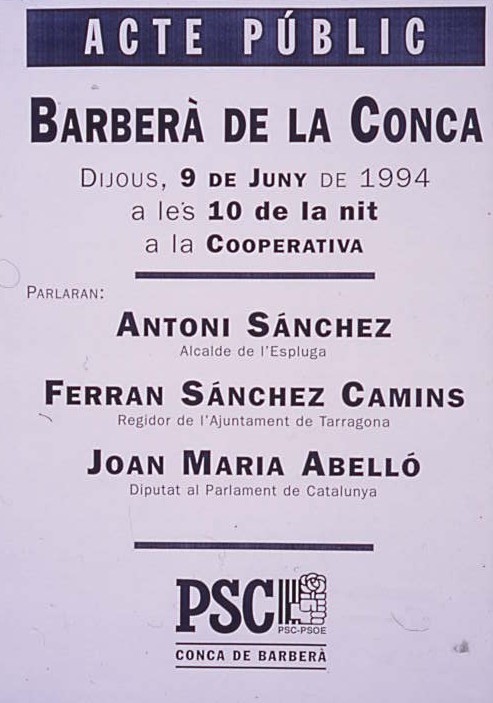 ACTE PÚBLIC
BARBERÀ DE LA CONCA
DIJOUS, 9 DE JUNY DE 1994
a les 10 de la nit
a la COOPERATIVA
PARLARAN:
ANTONI SÁNCHEZ
Alcalde de l'Espluga
FERRAN SÁNCHEZ CAMINS
Regidor de l'Ajuntament de Tarragona
JOAN MARIA ABELLÓ
Diputat al Parlament de Catalunya
PSC
PSC-PSOE
CONCA DE BARBERÀ